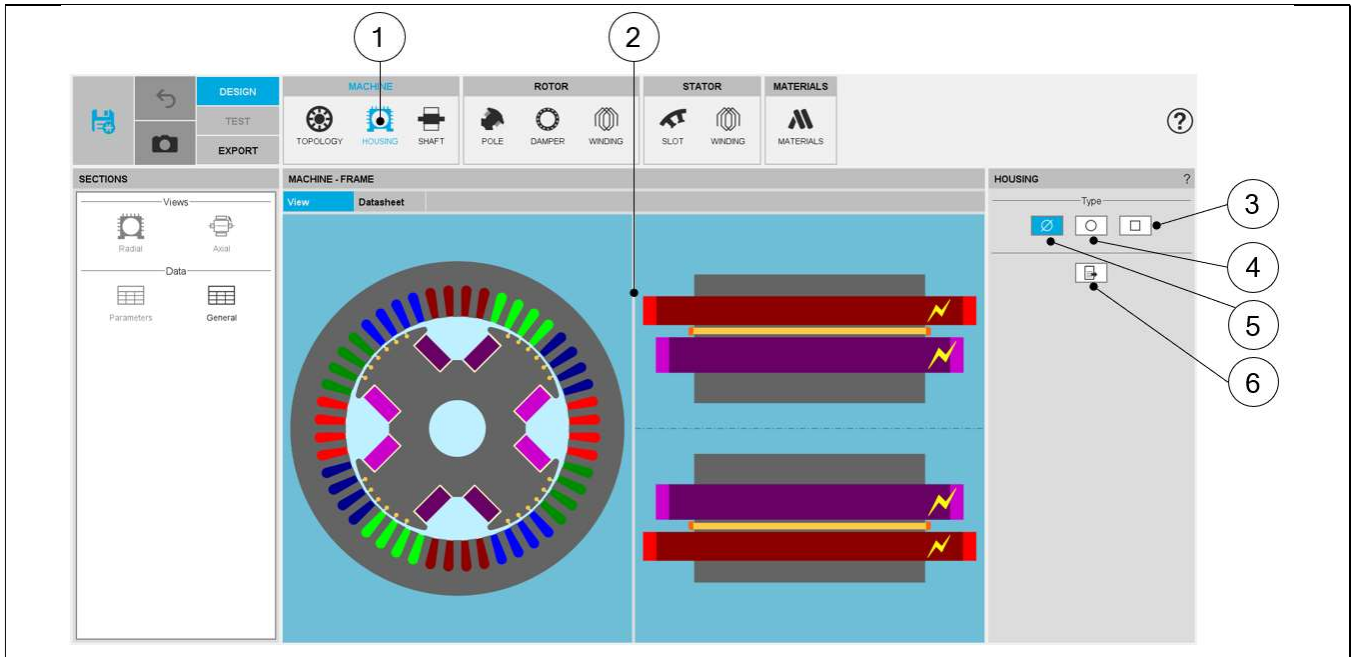 1 2
DESIGN MACHINE ROTOR STATOR MATERIALS
TEST
EXPORT TOPOLOGY HOUSING SHAFT POLE DAMPER WINDING SLOT WINDING MATERIALS ?
SECTIONS MACHINE - FRAME HOUSING ?
Views View Datasheet Type
3
Radial Axial
4
Data
Parameters General
5
6